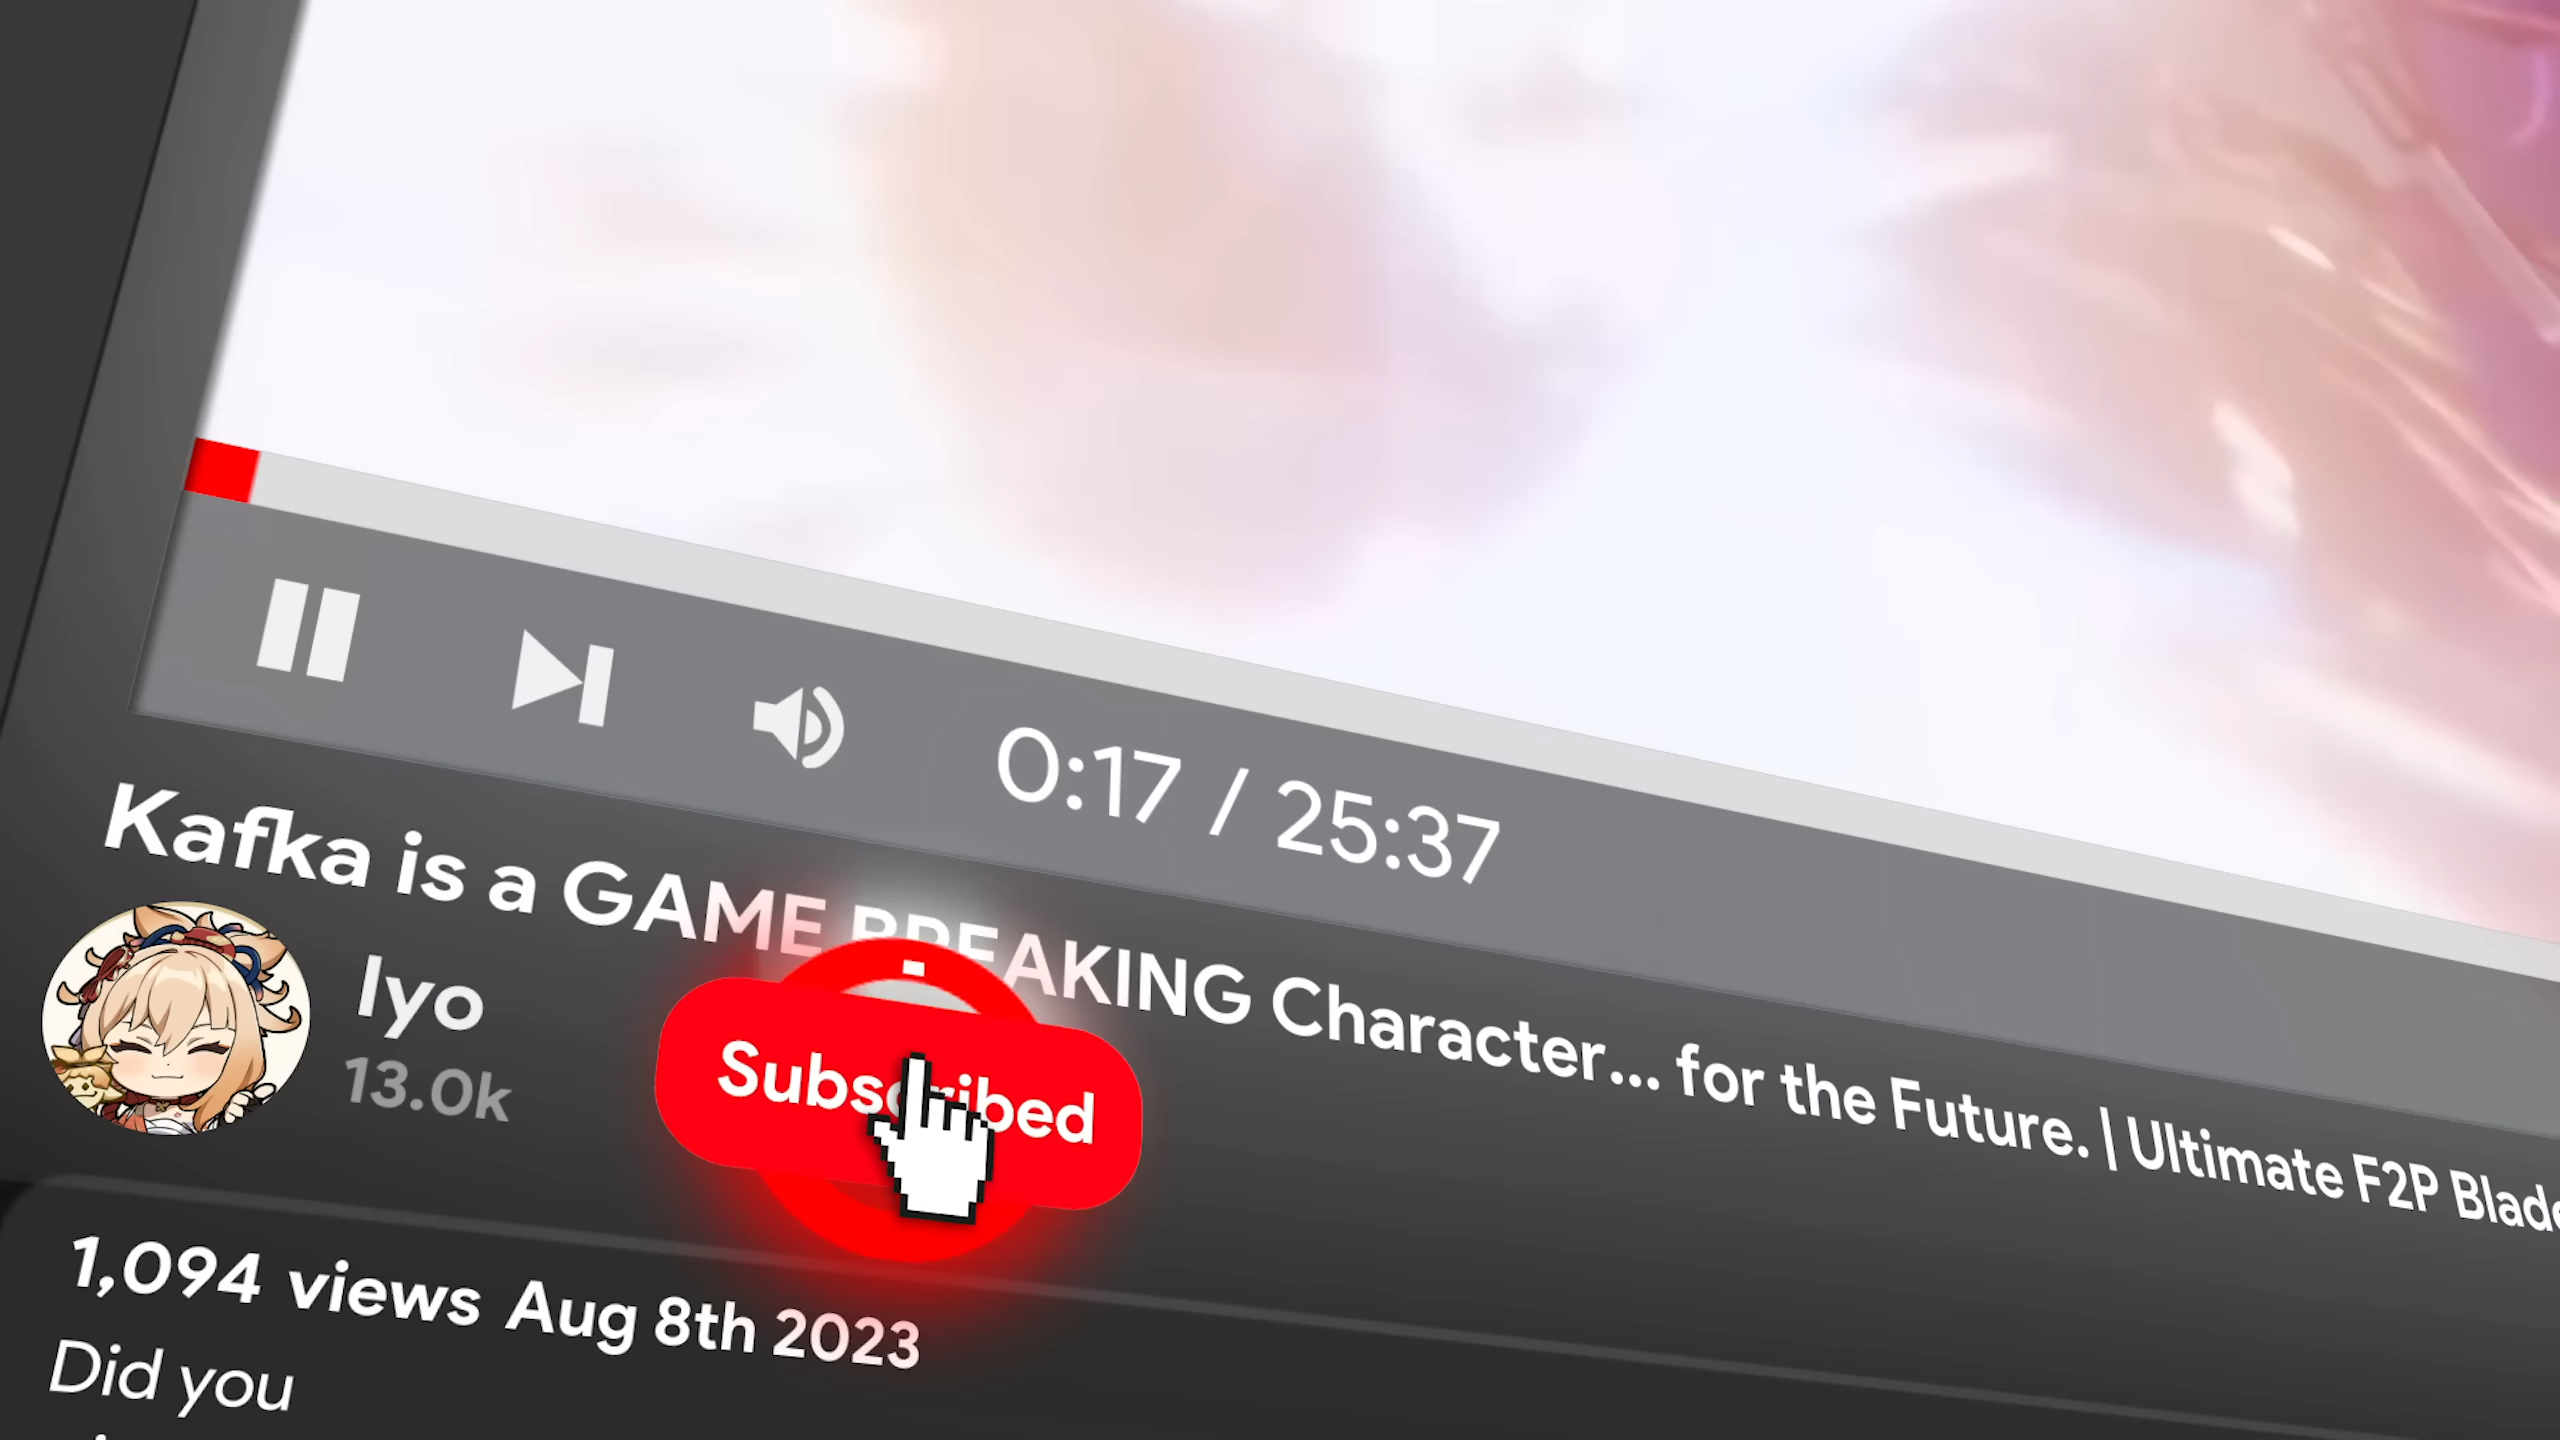 0:17 / 25:37
Kafka is a GAME BREAKING Character... for the Future. | Ultimate F2P Blade
Iyo
13.0k
Subscribed
1,094 views Aug 8th 2023
Did you